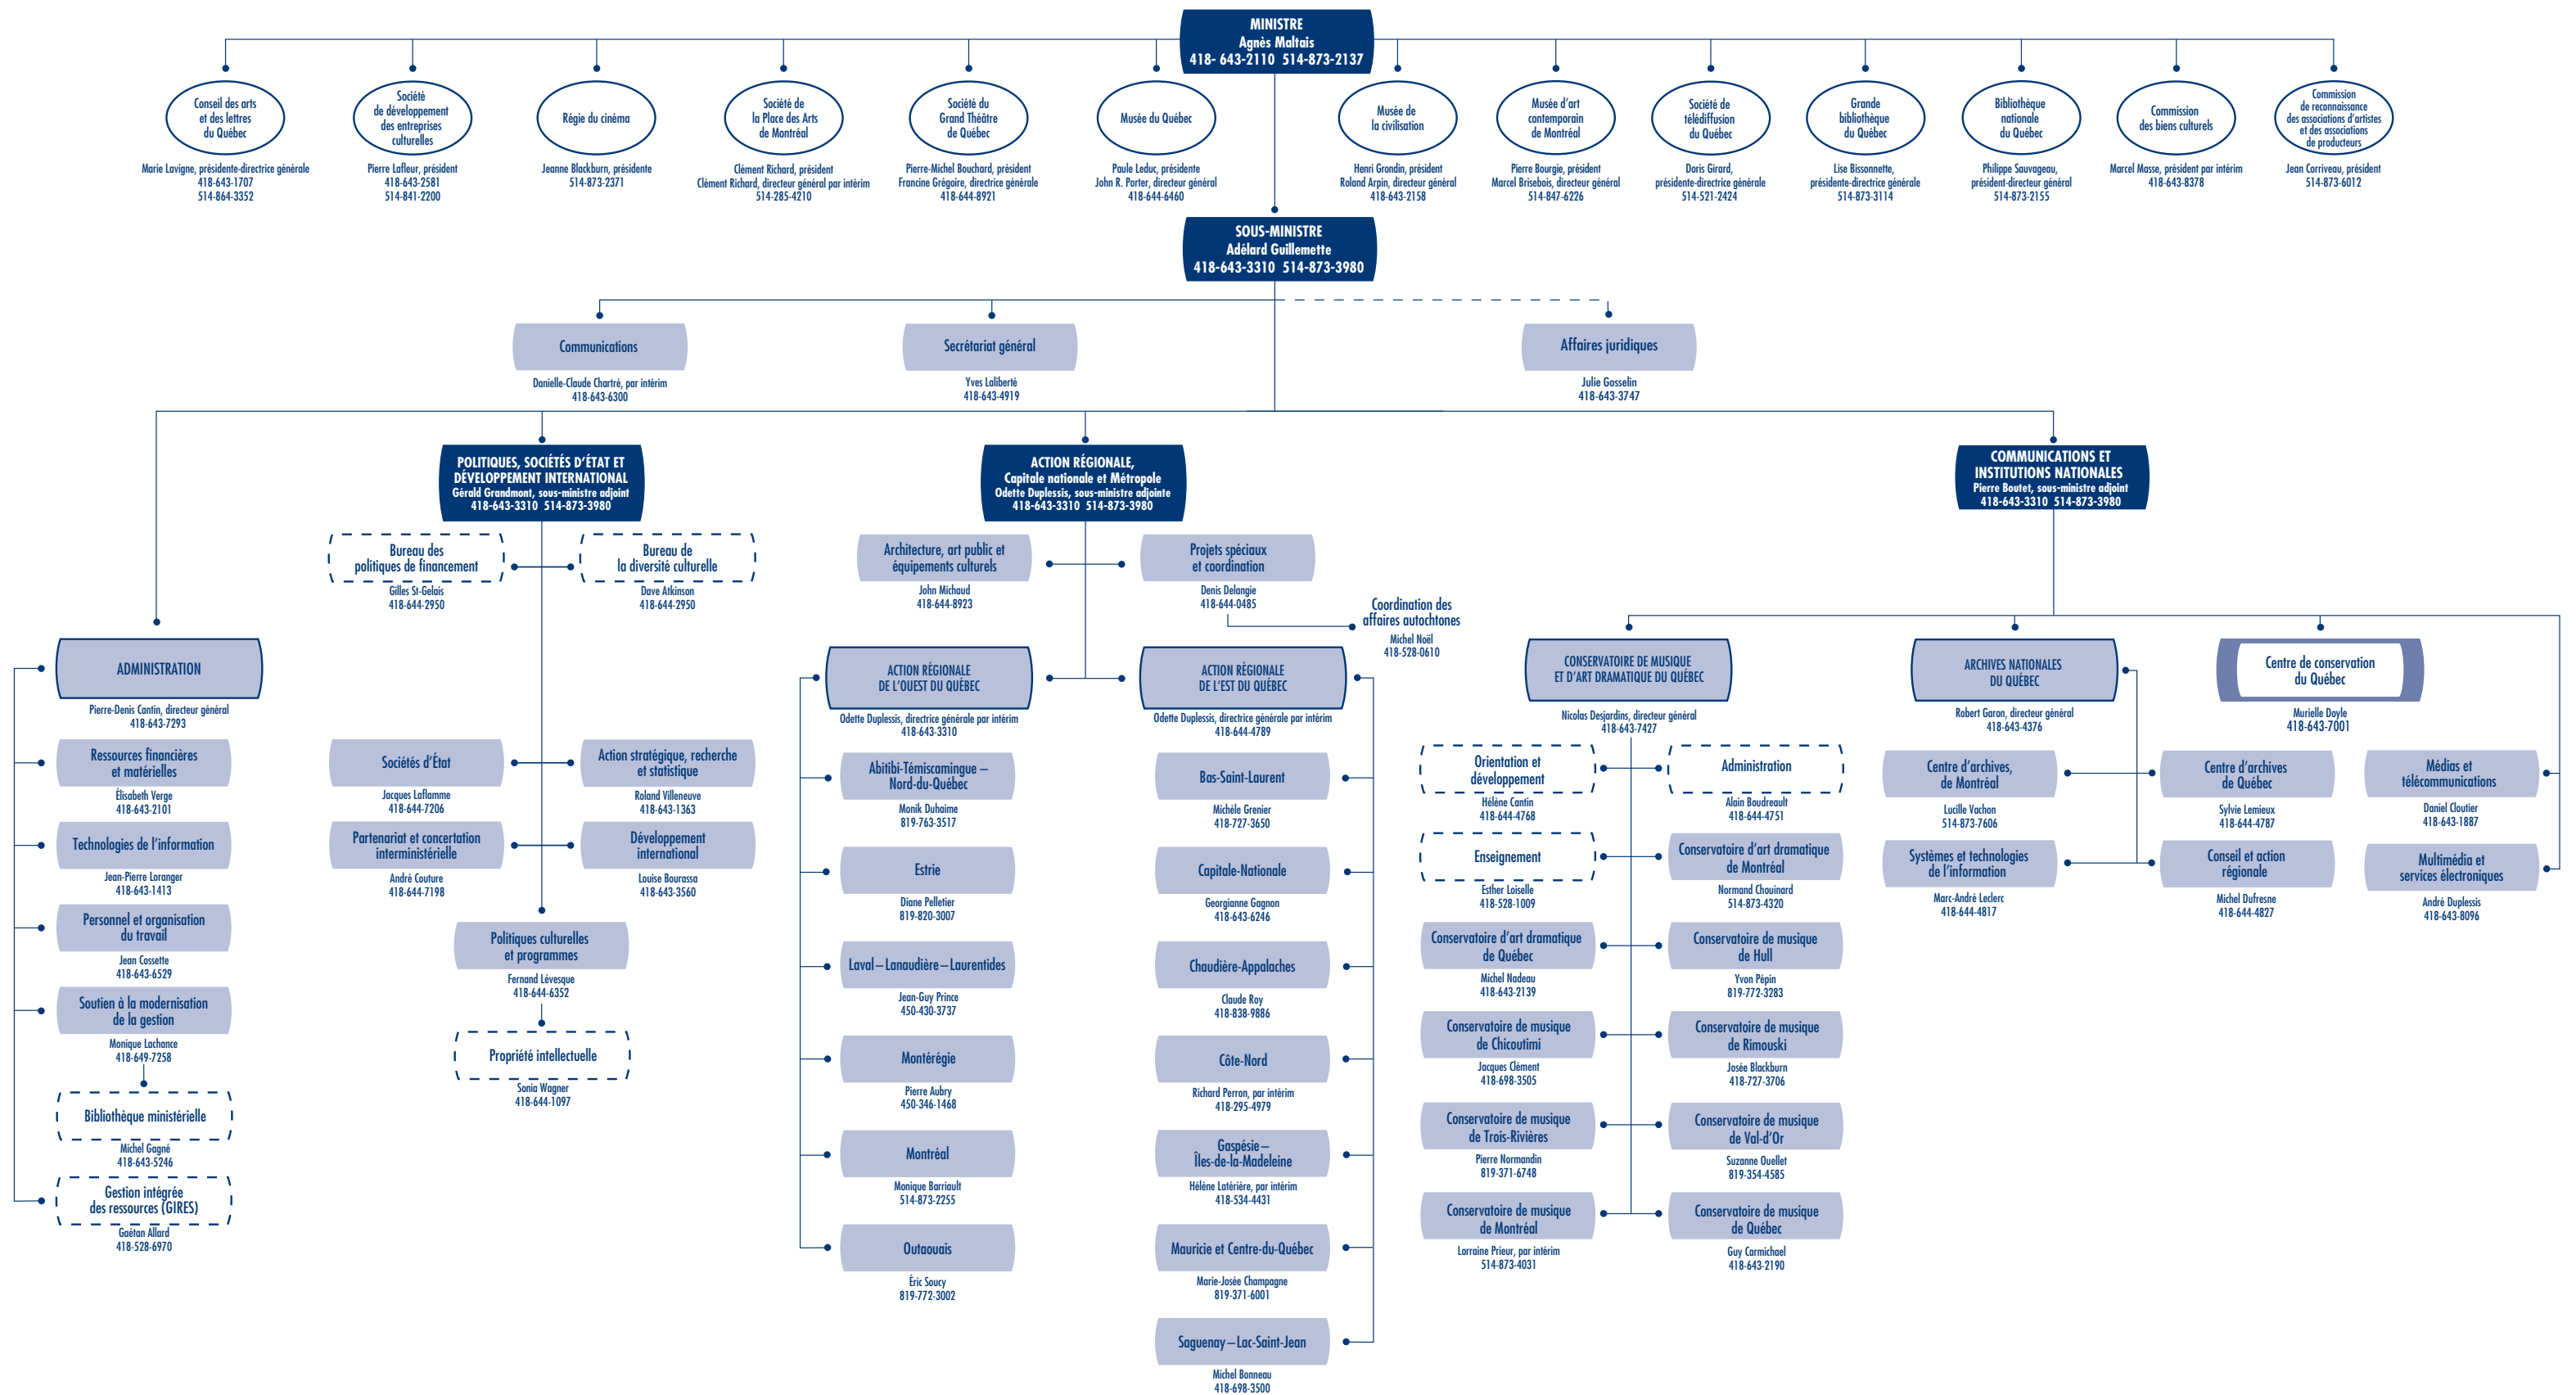 MINISTRE
Agnès Maltais
418- 643-2110 514-873-2137
Conseil des arts
et des lettres
du Québec
Marie Lavigne, présidente-directrice générale
418-643-1707
514-864-3352
Société
de développement
des entreprises
culturelles
Pierre Lafleur, président
418-643-2581
514-841-2200
Régie du cinéma
Jeanne Blackburn, présidente
514-873-2371
Société de
la Place des Arts
de Montréal
Clément Richard, président
Clément Richard, directeur général par intérim
514-285-4210
Société du
Grand Théâtre
de Québec
Pierre-Michel Bouchard, président
Francine Grégoire, directrice générale
418-644-8921
Musée du Québec
Paule Leduc, présidente
John R. Porter, directeur général
418-644-6460
Musée de
la civilisation
Henri Grondin, président
Roland Arpin, directeur général
418-643-2158
Musée d'art
contemporain
de Montréal
Pierre Bourgie, président
Marcel Brisebois, directeur général
514-847-6226
Société de
télédiffusion
du Québec
Doris Girard,
présidente-directrice générale
514-521-2424
Grande
bibliothèque
du Québec
Lise Bissonnette,
présidente-directrice générale
514-873-3114
Bibliothèque
nationale
du Québec
Philippe Sauvageau,
président-directeur général
514-873-2155
Commission
des biens culturels
Marcel Masse, président par intérim
418-643-8378
Commission
de reconnaissance
des associations d'artistes
et des associations
de producteurs
Jean Corriveau, président
514-873-6012
SOUS-MINISTRE
Adélard Guillemette
418-643-3310 514-873-3980
Communications
Danielle-Claude Chartré, par intérim
418-643-6300
Secrétariat général
Yves Laliberté
418-643-4919
Affaires juridiques
Julie Gosselin
418-643-3747
ADMINISTRATION
Pierre-Denis Cantin, directeur général
418-643-7293
Ressources financières
et matérielles
Élisabeth Verge
418-643-2101
Technologies de l'information
Jean-Pierre Loranger
418-643-1413
Personnel et organisation
du travail
Jean Cossette
418-643-6529
Soutien à la modernisation
de la gestion
Monique Lachance
418-649-7258
Bibliothèque ministérielle
Michel Gagné
418-643-5246
Gestion intégrée
des ressources (GIRES)
Gaétan Allard
418-528-6970
POLITIQUES, SOCIÉTÉS D'ÉTAT ET
DÉVELOPPEMENT INTERNATIONAL
Gérald Grandmont, sous-ministre adjoint
418-643-3310 514-873-3980
Bureau des
politiques de financement
Gilles St-Gelais
418-644-2950
Bureau de
la diversité culturelle
Dave Atkinson
418-644-2950
Sociétés d'État
Jacques Laflamme
418-644-7206
Action stratégique, recherche
et statistique
Roland Villeneuve
418-643-1363
Partenariat et concertation
interministérielle
André Couture
418-644-7198
Développement
international
Louise Bourassa
418-643-3560
Politiques culturelles
et programmes
Fernand Lévesque
418-644-6352
Propriété intellectuelle
Sonia Wagner
418-644-1097
ACTION RÉGIONALE,
Capitale nationale et Métropole
Odette Duplessis, sous-ministre adjointe
418-643-3310 514-873-3980
Architecture, art public et
équipements culturels
John Michaud
418-644-8923
Projets spéciaux
et coordination
Denis Delangie
418-644-0485
Coordination des
affaires autochtones
Michel Noël
418-528-0610
ACTION RÉGIONALE
DE L'OUEST DU QUÉBEC
Odette Duplessis, directrice générale par intérim
418-643-3310
Abitibi-Témiscamingue –
Nord-du-Québec
Monik Duhaime
819-763-3517
Estrie
Diane Pelletier
819-820-3007
Laval – Lanaudière – Laurentides
Jean-Guy Prince
450-430-3737
Montérégie
Pierre Aubry
450-346-1468
Montréal
Monique Barriault
514-873-2255
Outaouais
Éric Soucy
819-772-3002
ACTION RÉGIONALE
DE L'EST DU QUÉBEC
Odette Duplessis, directrice générale par intérim
418-644-4789
Bas-Saint-Laurent
Michèle Grenier
418-727-3650
Capitale-Nationale
Georgianne Gagnon
418-643-6246
Chaudière-Appalaches
Claude Roy
418-838-9886
Côte-Nord
Richard Perron, par intérim
418-295-4979
Gaspésie –
Îles-de-la-Madeleine
Hélène Latérière, par intérim
418-534-4431
Mauricie et Centre-du-Québec
Marie-Josée Champagne
819-371-6001
Saguenay – Lac-Saint-Jean
Michel Bonneau
418-698-3500
COMMUNICATIONS ET
INSTITUTIONS NATIONALES
Pierre Boutet, sous-ministre adjoint
418-643-3310 514-873-3980
CONSERVATOIRE DE MUSIQUE
ET D'ART DRAMATIQUE DU QUÉBEC
Nicolas Desjardins, directeur général
418-643-7427
Orientation et
développement
Hélène Cantin
418-644-4768
Administration
Alain Boudreault
418-644-4751
Enseignement
Esther Loiselle
418-528-1009
Conservatoire d'art dramatique
de Montréal
Normand Chouinard
514-873-4320
Conservatoire d'art dramatique
de Québec
Michel Nadeau
418-643-2139
Conservatoire de musique
de Hull
Yvon Pépin
819-772-3283
Conservatoire de musique
de Chicoutimi
Jacques Clément
418-698-3505
Conservatoire de musique
de Rimouski
Josée Blackburn
418-727-3706
Conservatoire de musique
de Trois-Rivières
Pierre Normandin
819-371-6748
Conservatoire de musique
de Val-d'Or
Suzanne Ouellet
819-354-4585
Conservatoire de musique
de Montréal
Lorraine Prieur, par intérim
514-873-4031
Conservatoire de musique
de Québec
Guy Carmichael
418-643-2190
ARCHIVES NATIONALES
DU QUÉBEC
Robert Garon, directeur général
418-643-4376
Centre d'archives,
de Montréal
Lucille Vachon
514-873-7606
Centre d'archives
de Québec
Sylvie Lemieux
418-644-4787
Systèmes et technologies
de l'information
Marc-André Leclerc
418-644-4817
Conseil et action
régionale
Michel Dufresne
418-644-4827
Centre de conservation
du Québec
Murielle Doyle
418-643-7001
Médias et
télécommunications
Daniel Cloutier
418-643-1887
Multimédia et
services électroniques
André Duplessis
418-643-8096